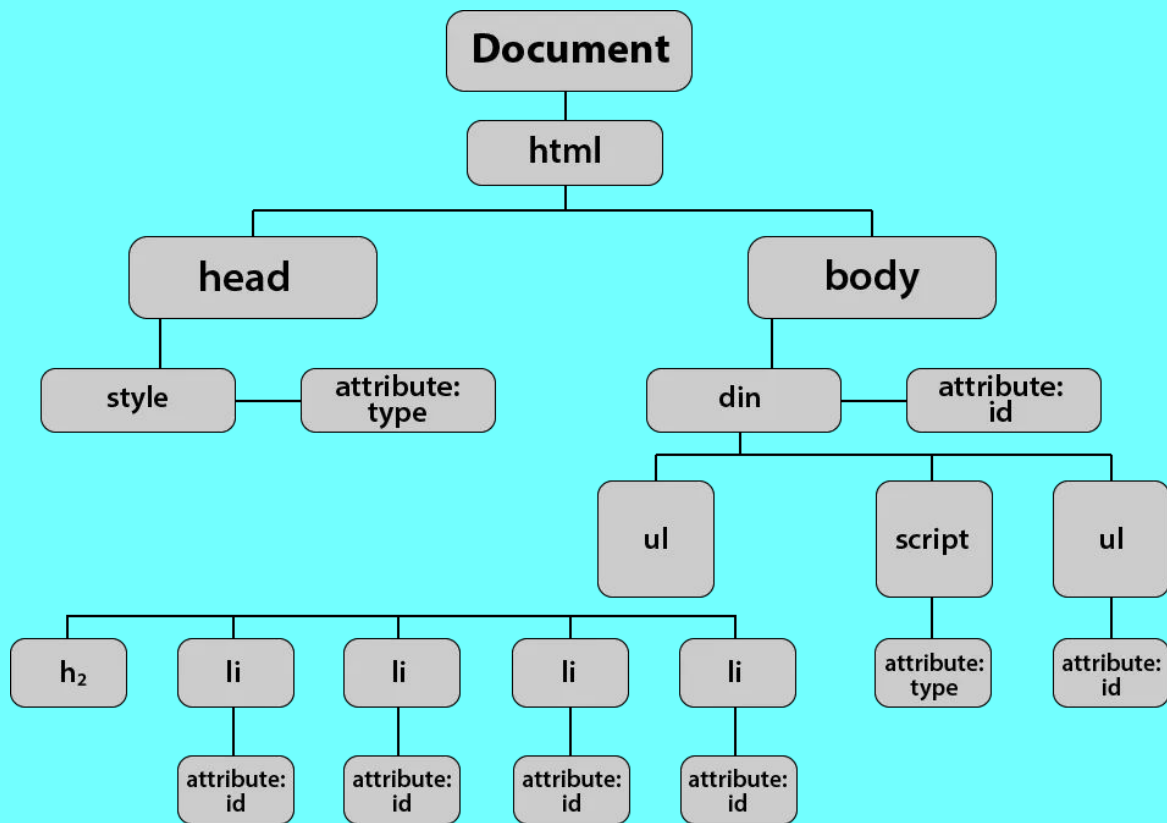 Document
html
head
body
style
attribute:
type
din
attribute:
id
ul
script
ul
h₂
li
li
li
li
attribute:
type
attribute:
id
attribute:
id
attribute:
id
attribute:
id
attribute:
id